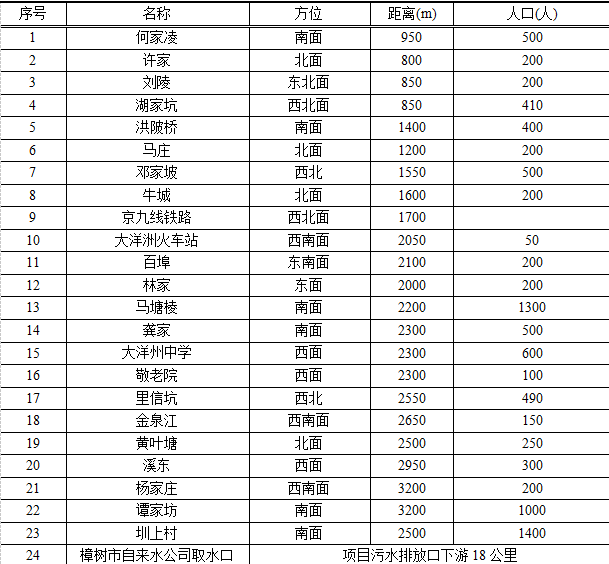 序号 名称 方位 距离(m) 人口(人)
1 何家凌 南面 950 500
2 许家 北面 800 200
3 刘陵 东北面 850 200
4 湖家坑 西北面 850 410
5 洪陂桥 南面 1400 400
6 马庄 北面 1200 200
7 邓家坡 西北 1550 500
8 牛城 北面 1600 200
9 京九线铁路 西北面 1700
10 大洋洲火车站 西南面 2050 50
11 百埠 东南面 2100 200
12 林家 东面 2000 200
13 马塘棱 南面 2200 1300
14 龚家 南面 2300 500
15 大洋州中学 西面 2300 600
16 敬老院 西面 2300 100
17 里信坑 西北 2550 490
18 金泉江 西南面 2650 150
19 黄叶塘 北面 2500 250
20 溪东 西面 2950 300
21 杨家庄 西南面 3200 200
22 谭家坊 南面 3200 1000
23 圳上村 南面 2500 1400
24 樟树市自来水公司取水口 项目污水排放口下游 18 公里